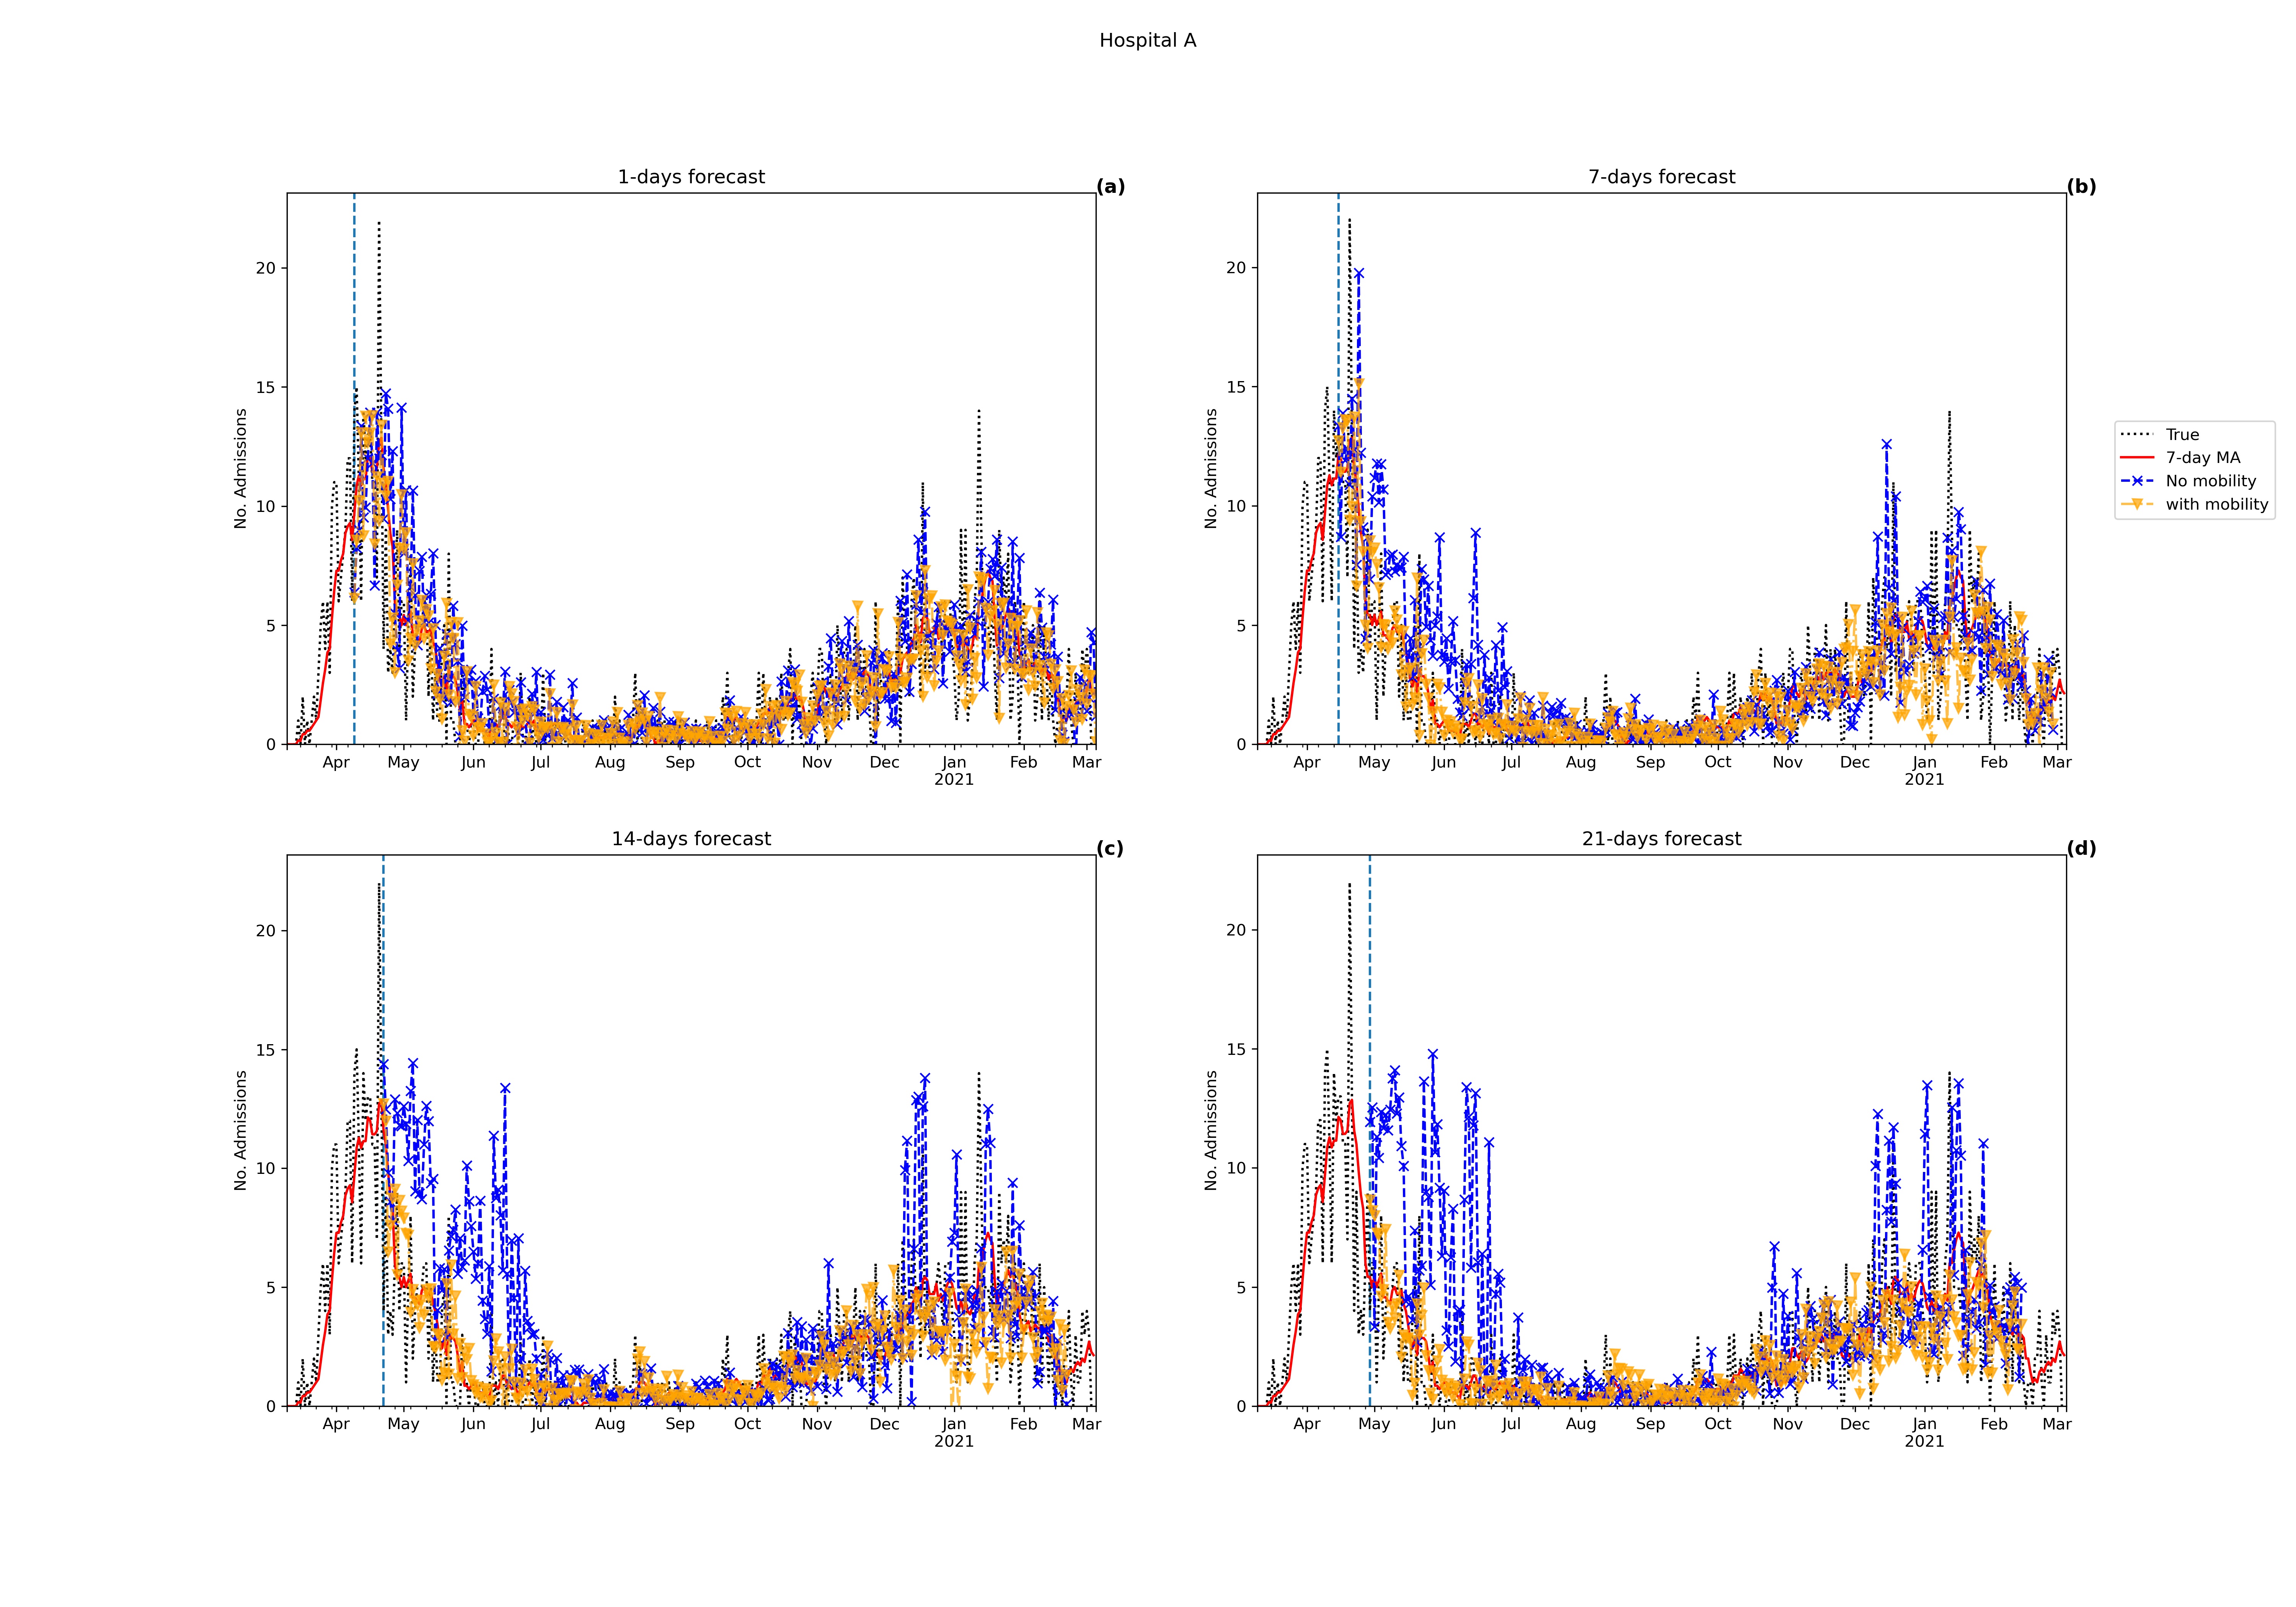 Hospital A
1-days forecast
(a)
No. Admissions
20
15
10
5
0
Apr May Jun Jul Aug Sep Oct Nov Dec Jan Feb Mar
2021
7-days forecast
(b)
No. Admissions
20
15
10
5
0
Apr May Jun Jul Aug Sep Oct Nov Dec Jan Feb Mar
2021
True
7-day MA
No mobility
with mobility
14-days forecast
(c)
No. Admissions
20
15
10
5
0
Apr May Jun Jul Aug Sep Oct Nov Dec Jan Feb Mar
2021
21-days forecast
(d)
No. Admissions
20
15
10
5
0
Apr May Jun Jul Aug Sep Oct Nov Dec Jan Feb Mar
2021